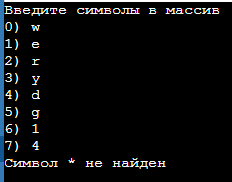 Введите символы в массив
0) w
1) e
2) r
3) y
4) d
5) g
6) 1
7) 4
Символ * не найден